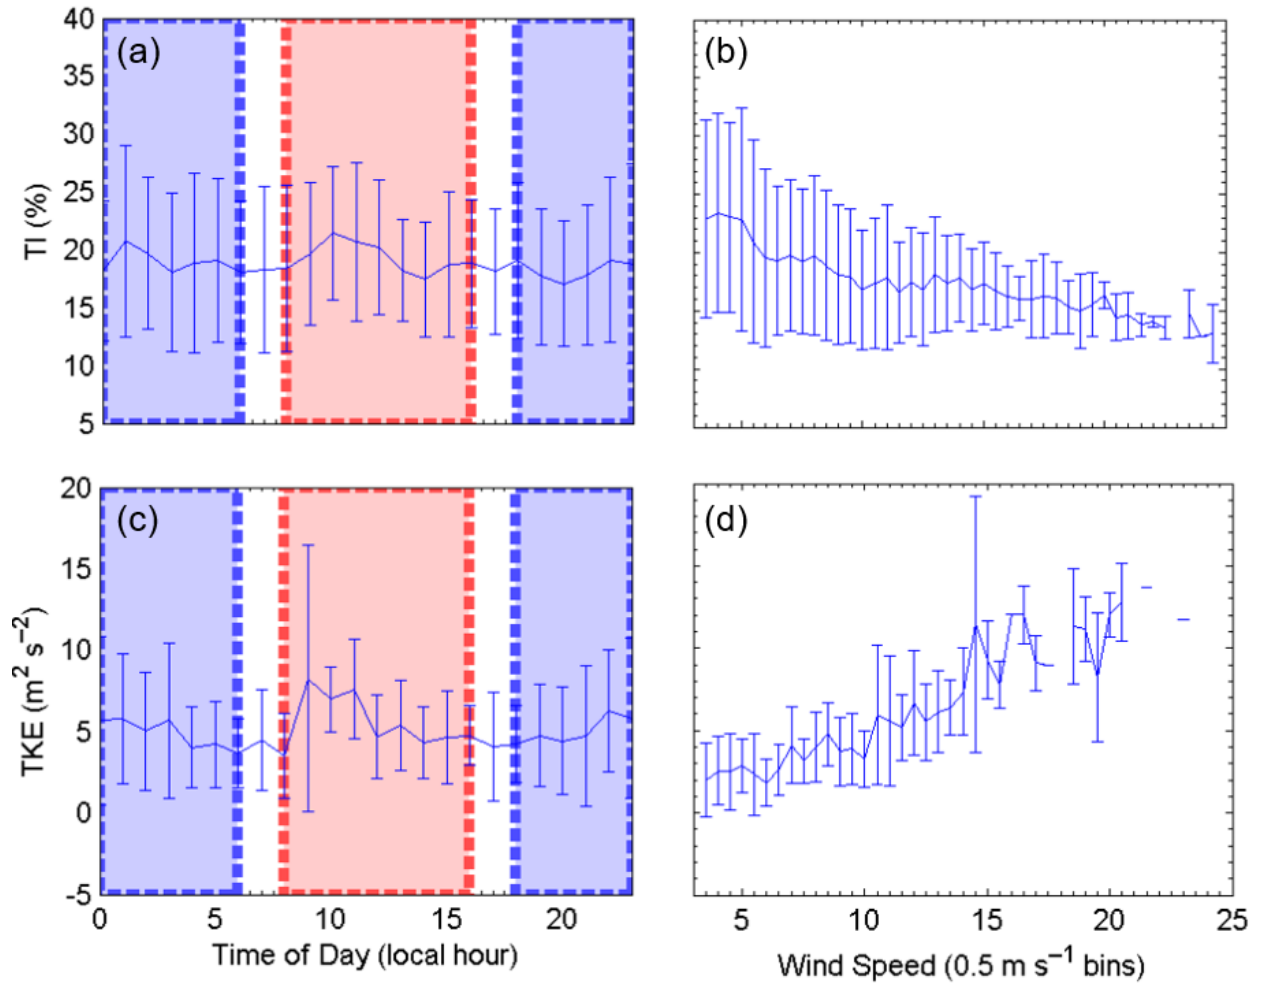 (a)
(b)
40
35
30
25
20
15
10
5
TI (%)
(c)
(d)
20
15
10
5
0
-5
TKE (m² s⁻²)
0 5 10 15 20
Time of Day (local hour)
5 10 15 20 25
Wind Speed (0.5 m s⁻¹ bins)